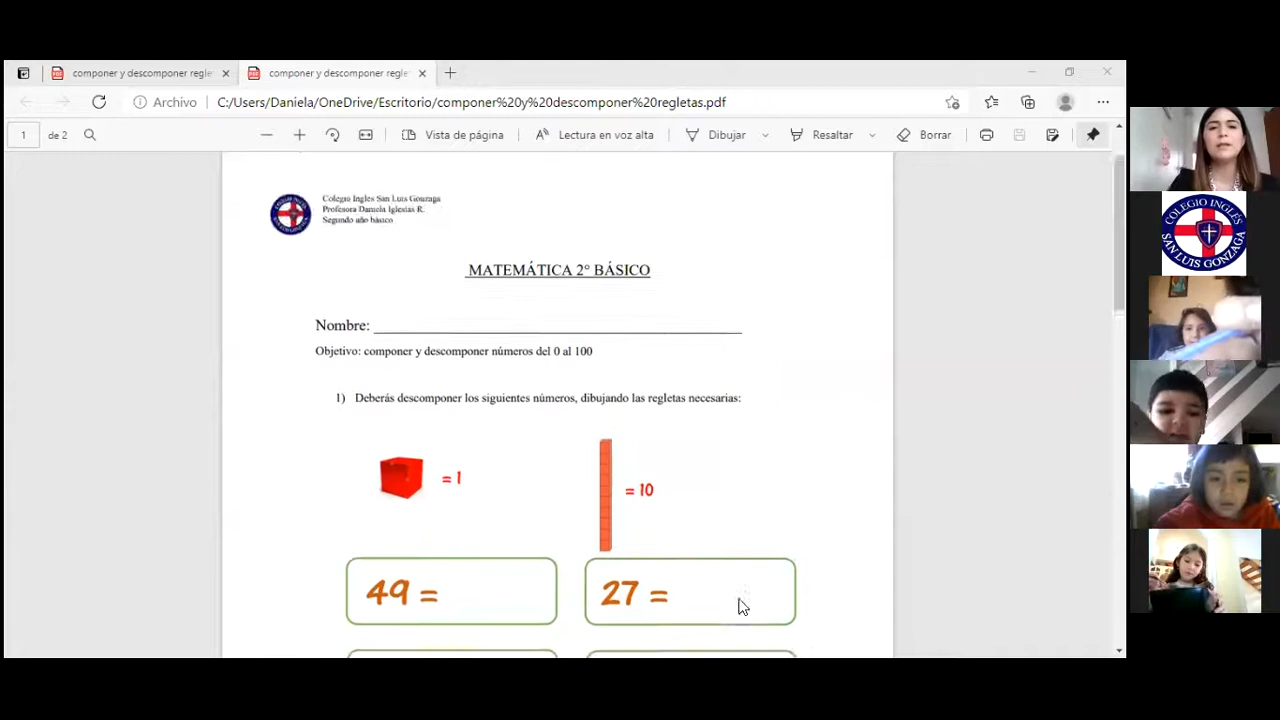 componer y descomponer regle
componer y descomponer regle
Archivo
C:/Users/Daniela/OneDrive/Escritorio/componer%20y%20descomponer%20regletas.pdf
1 de 2
Vista de página
Lectura en voz alta
Dibujar
Resaltar
Borrar
Colegio Ingles San Luis Gonzaga
Profesora Daniela Iglesias R.
Segundo año básico
MATEMÁTICA 2° BÁSICO
Nombre:
Objetivo: componer y descomponer números del 0 al 100
1) Deberás descomponer los siguientes números, dibujando las regletas necesarias:
= 1
= 10
49 =
27 =
COLEGIO INGLÉS
SAN LUIS GONZAGA